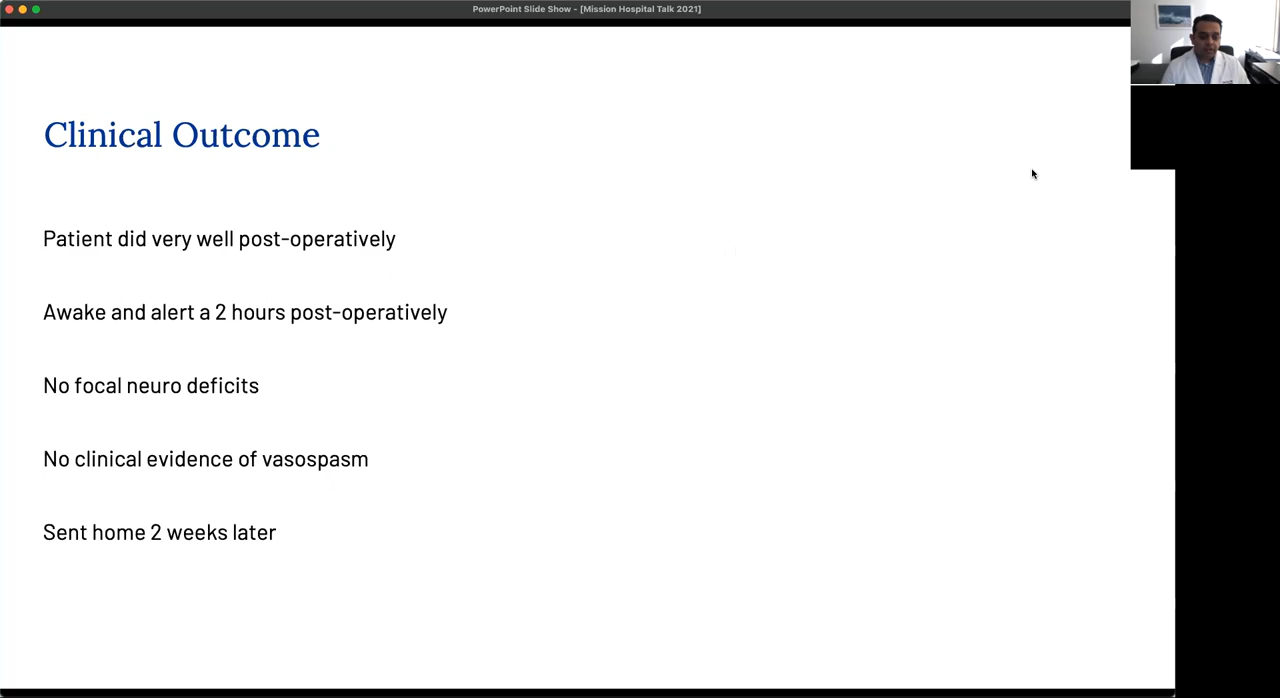 PowerPoint Slide Show - [Mission Hospital Talk 2021]
Clinical Outcome
Patient did very well post-operatively
Awake and alert a 2 hours post-operatively
No focal neuro deficits
No clinical evidence of vasospasm
Sent home 2 weeks later